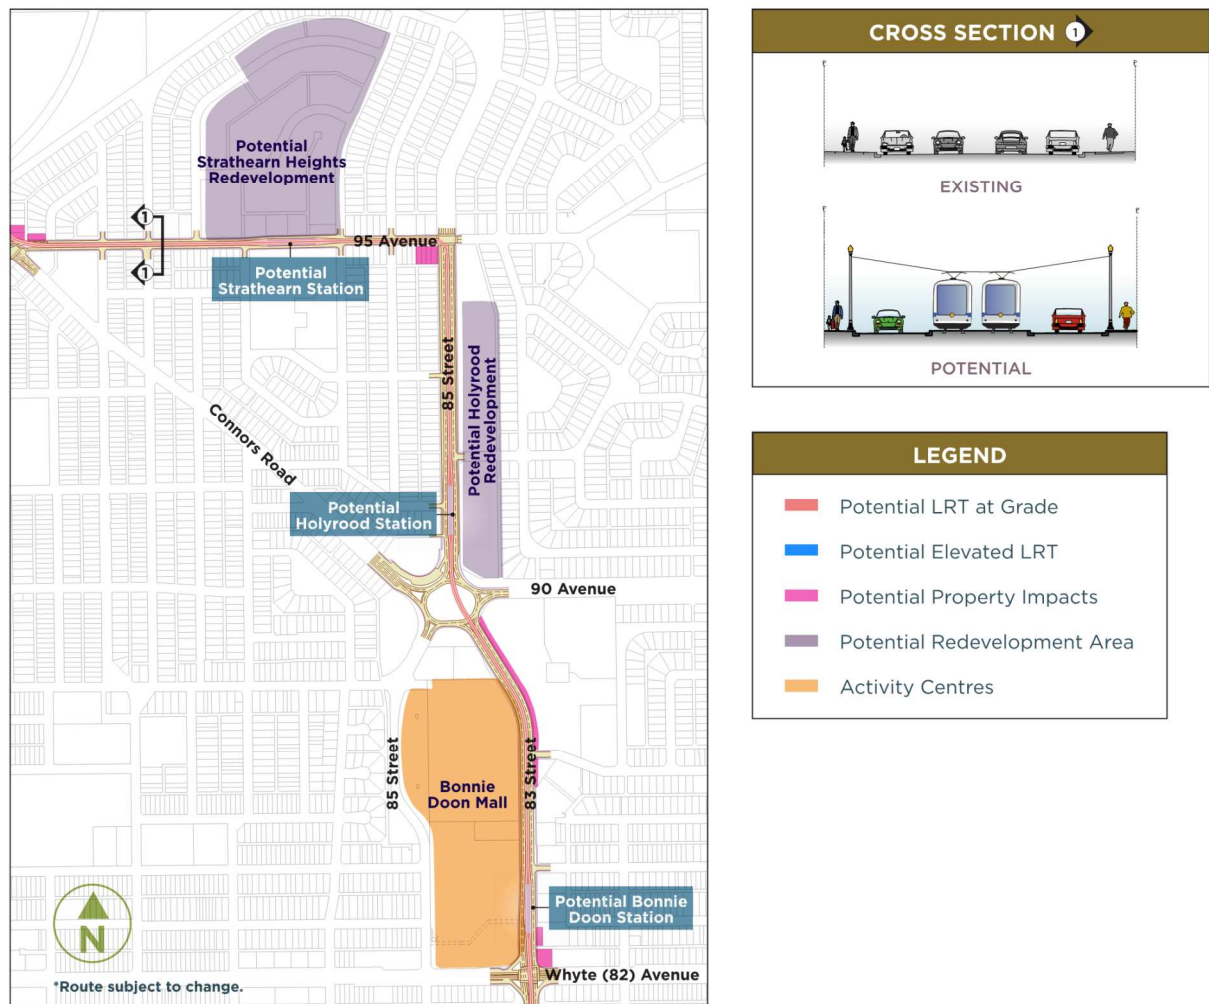 Potential
Strathearn Heights
Redevelopment
1
1
95 Avenue
Potential
Strathearn Station
85 Street
Potential Holyrood
Redevelopment
Connors Road
Potential
Holyrood Station
90 Avenue
85 Street
Bonnie
Doon Mall
83 Street
Potential Bonnie
Doon Station
N
Whyte (82) Avenue
*Route subject to change.
CROSS SECTION 1
EXISTING
POTENTIAL
LEGEND
Potential LRT at Grade
Potential Elevated LRT
Potential Property Impacts
Potential Redevelopment Area
Activity Centres